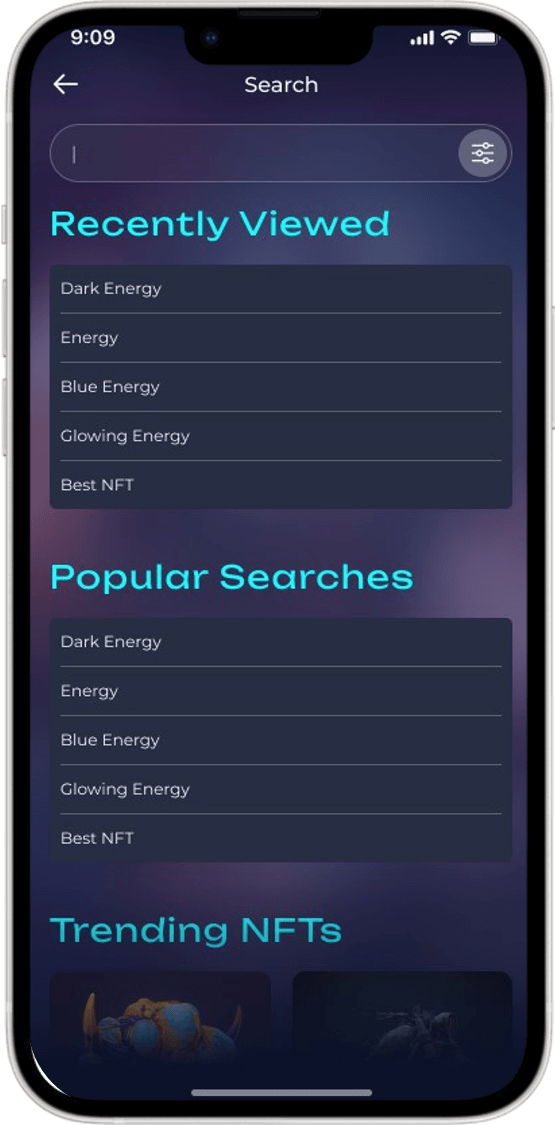 9:09
Search
Recently Viewed
Dark Energy
Energy
Blue Energy
Glowing Energy
Best NFT
Popular Searches
Dark Energy
Energy
Blue Energy
Glowing Energy
Best NFT
Trending NFTs